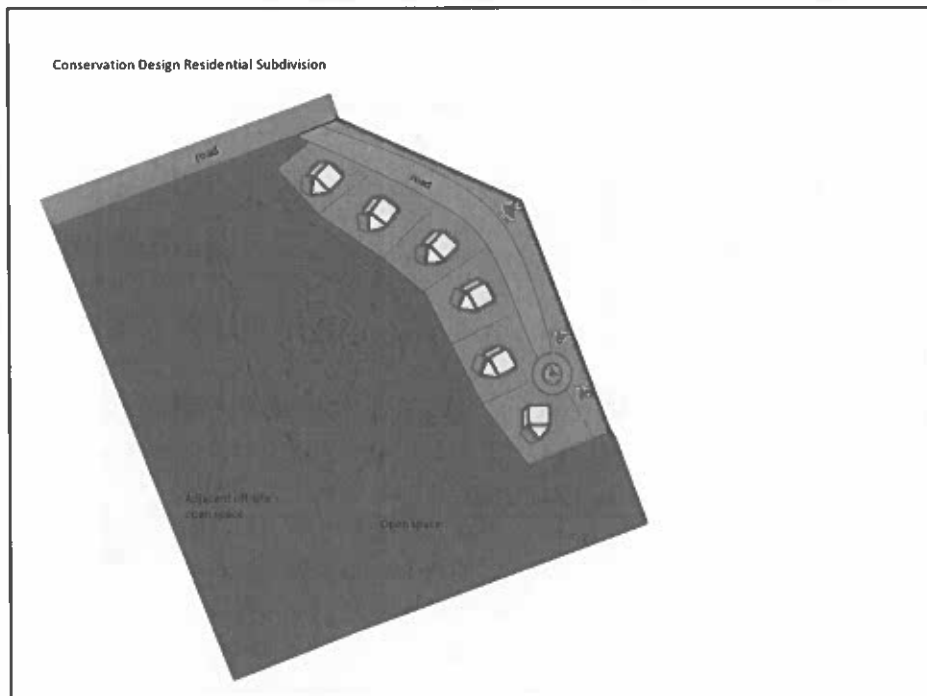 Conservation Design Residential Subdivision
road
road
Adjacent off-site
open space
Open space